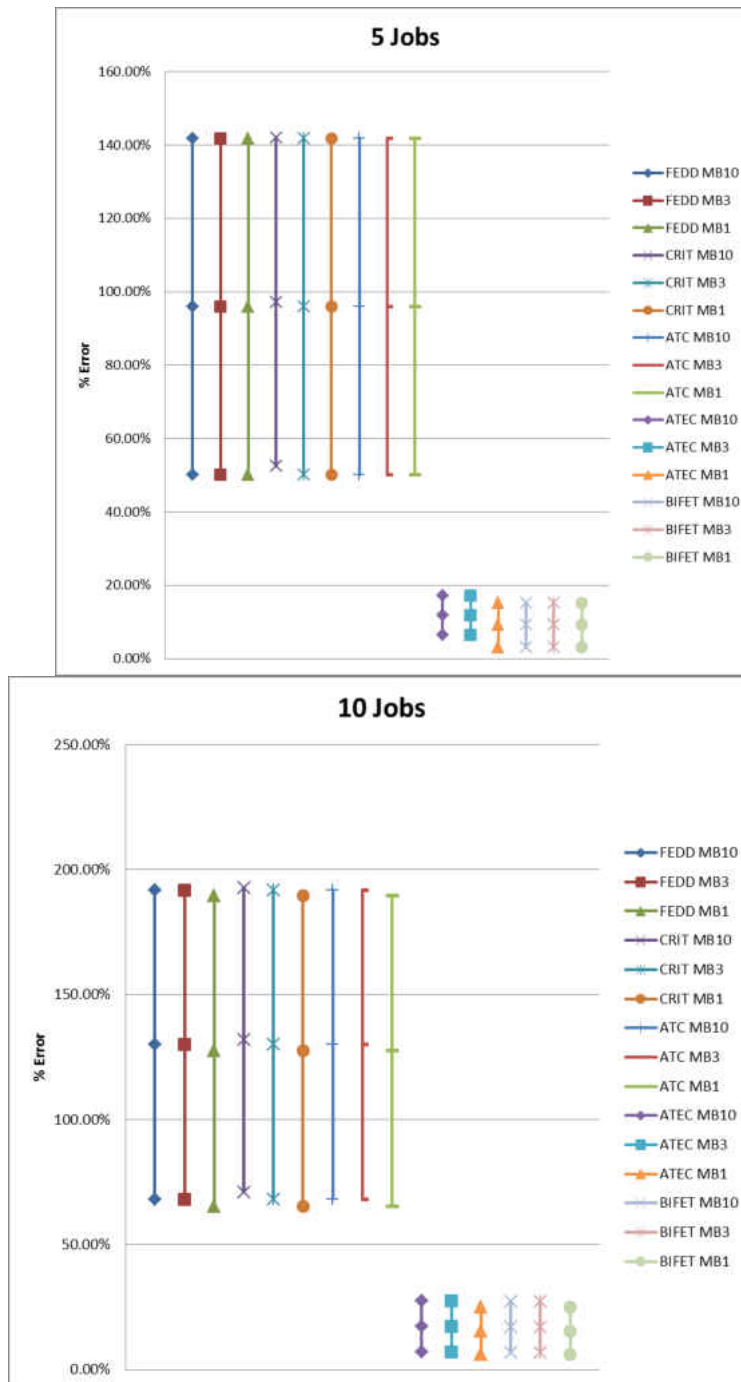 5 Jobs
160.00%
140.00%
120.00%
100.00%
80.00%
60.00%
40.00%
20.00%
0.00%
% Error
FEDD MB10
FEDD MB3
FEDD MB1
CRIT MB10
CRIT MB3
CRIT MB1
ATC MB10
ATC MB3
ATC MB1
ATEC MB10
ATEC MB3
ATEC MB1
BIFET MB10
BIFET MB3
BIFET MB1
10 Jobs
250.00%
200.00%
150.00%
100.00%
50.00%
0.00%
% Error
FEDD MB10
FEDD MB3
FEDD MB1
CRIT MB10
CRIT MB3
CRIT MB1
ATC MB10
ATC MB3
ATC MB1
ATEC MB10
ATEC MB3
ATEC MB1
BIFET MB10
BIFET MB3
BIFET MB1